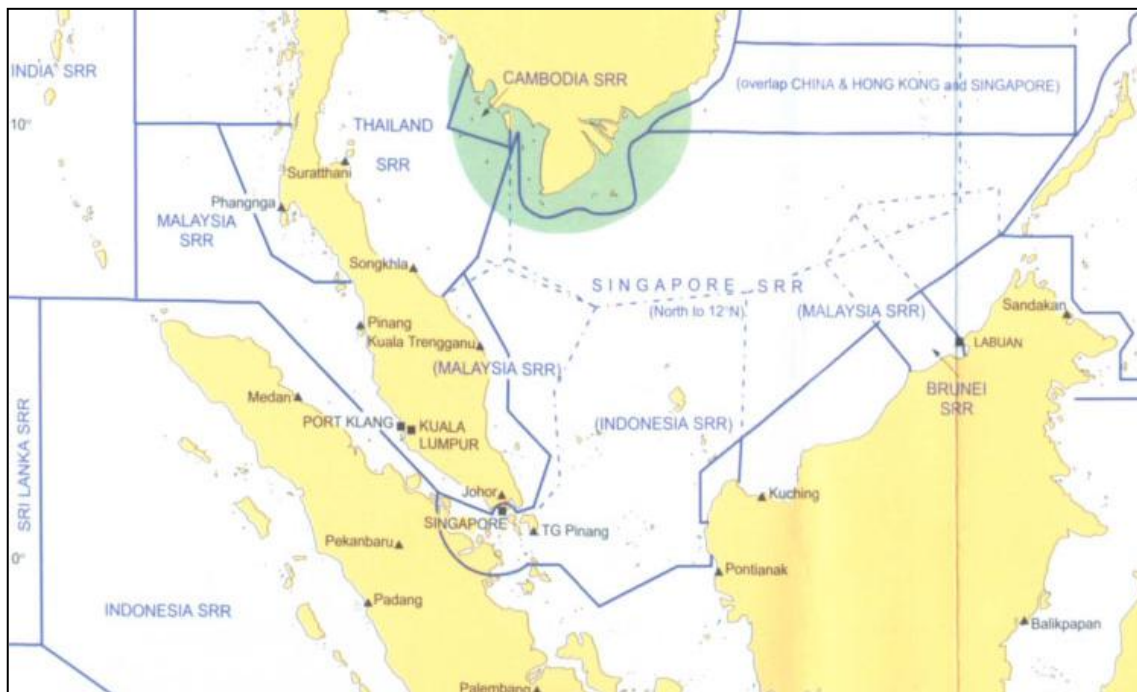 INDIA SRR
CAMBODIA SRR
(overlap CHINA & HONG KONG and SINGAPORE)
10°
THAILAND
SRR
Suratthani
Phangnga
MALAYSIA
SRR
Songkhla
SINGAPORE SRR
(North to 12°N)
(MALAYSIA SRR)
Sandakan
Pinang
Kuala Trengganu
LABUAN
(MALAYSIA SRR)
BRUNEI
SRR
Medan
PORT KLANG
KUALA
LUMPUR
(INDONESIA SRR)
SRI LANKA SRR
Johor
Kuching
SINGAPORE
TG Pinang
Pekanbaru
0°
Pontianak
INDONESIA SRR
Padang
Balikpapan
Palembang